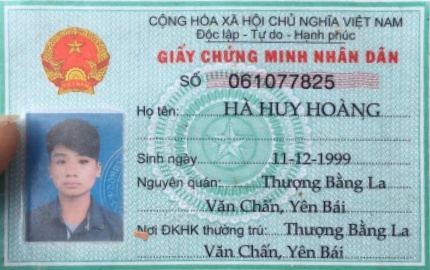 CỘNG HÒA XÃ HỘI CHỦ NGHĨA VIỆT NAM
Độc lập - Tự do - Hạnh phúc
GIẤY CHỨNG MINH NHÂN DÂN
SỐ 061077825
Họ tên: HÀ HUY HOÀNG
Sinh ngày 11-12-1999
Nguyên quán: Thượng Bằng La
Văn Chấn, Yên Bái
Nơi ĐKHK thường trú: Thượng Bằng La
Văn Chấn, Yên Bái